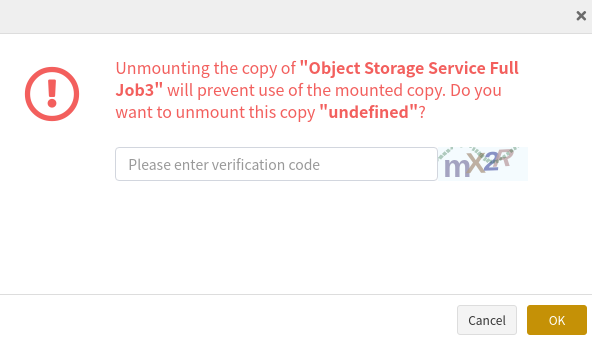 ×
Unmounting the copy of "Object Storage Service Full
Job3" will prevent use of the mounted copy. Do you
want to unmount this copy "undefined"?
Please enter verification code
mX2R
Cancel
OK